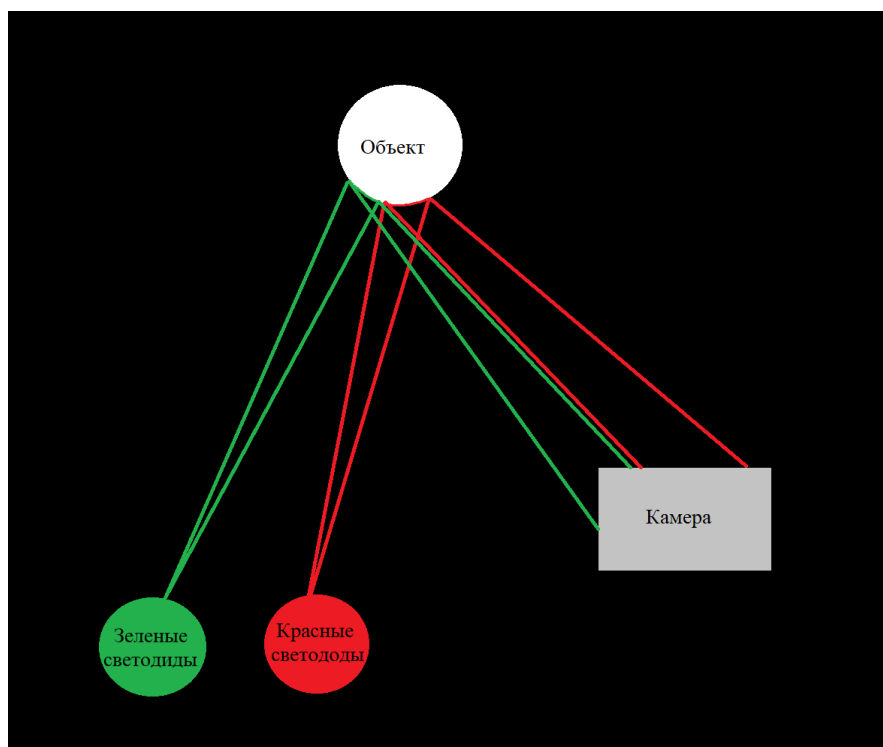 Объект
Камера
Зеленые
светодиды
Красные
светододы